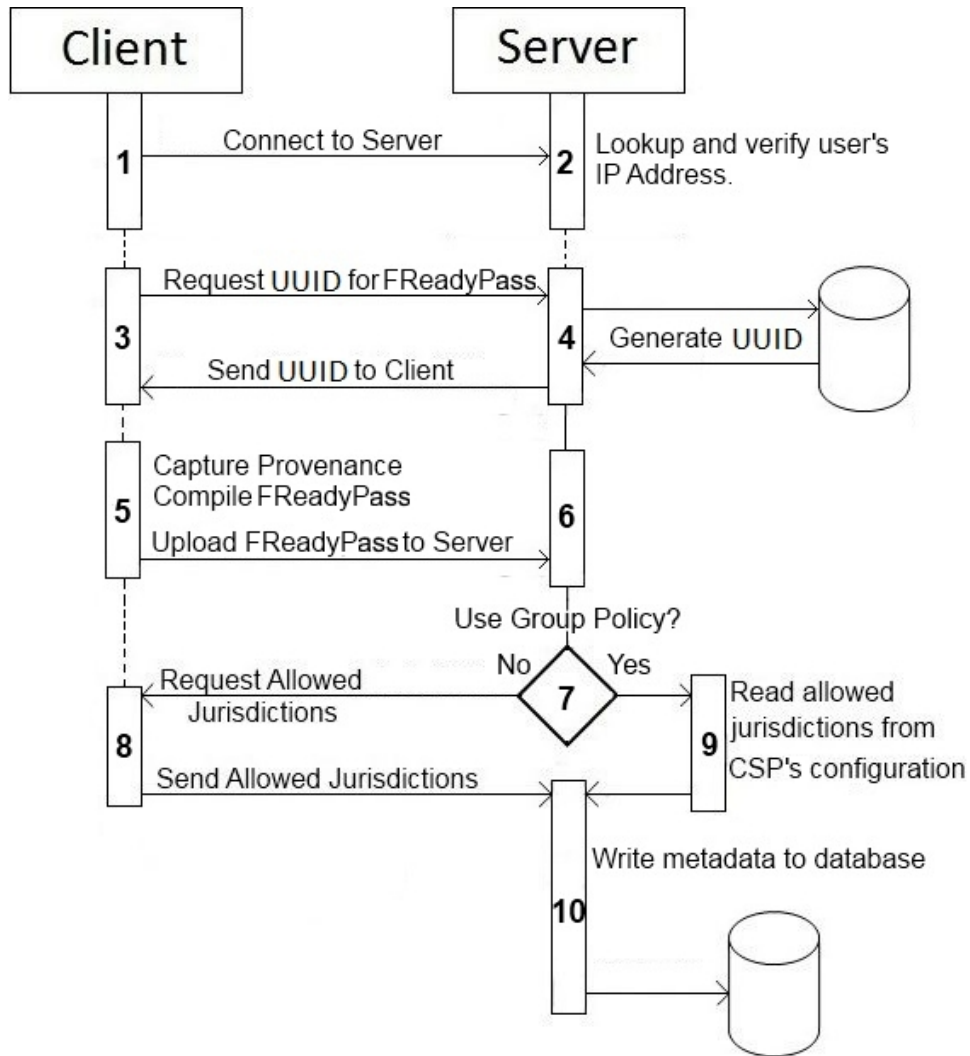 Client
Server
1
Connect to Server
2
Lookup and verify user's
IP Address.
Request UUID for FReadyPass
3
4
Generate UUID
Send UUID to Client
5
Capture Provenance
Compile FReadyPass
6
Upload FReadyPass to Server
Use Group Policy?
No
Yes
Request Allowed
Jurisdictions
7
8
9
Read allowed
jurisdictions from
CSP's configuration
Send Allowed Jurisdictions
Write metadata to database
10